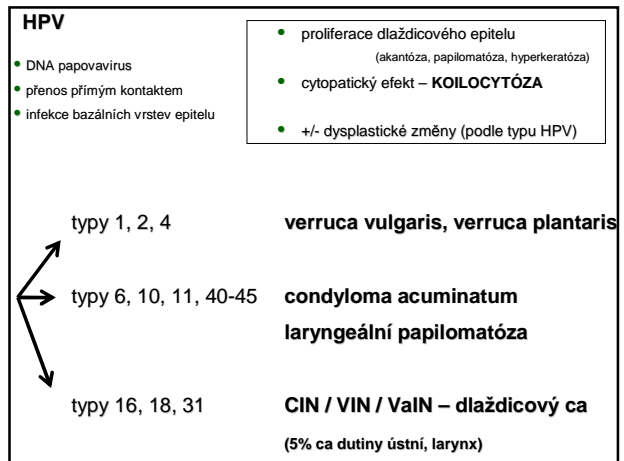 HPV
• DNA papovavirus
• přenos přímým kontaktem
• infekce bazálních vrstev epitelu
• proliferace dlaždicového epitelu
(akantóza, papilomatóza, hyperkeratóza)
• cytopatický efekt – KOILOCYTÓZA
• +/- dysplastické změny (podle typu HPV)
typy 1, 2, 4 verruca vulgaris, verruca plantaris
typy 6, 10, 11, 40-45 condyloma acuminatum
laryngeální papilomatóza
typy 16, 18, 31 CIN / VIN / VaIN – dlaždicový ca
(5% ca dutiny ústní, larynx)